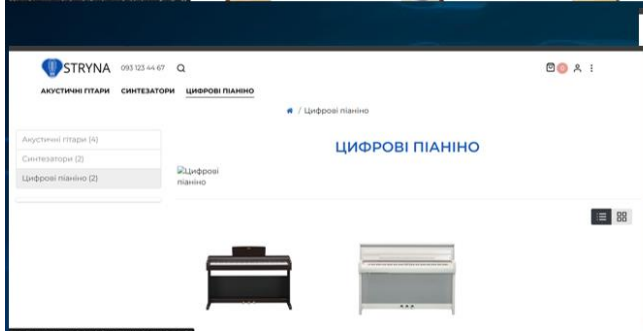 STRYNA 093 123 44 67
АКУСТИЧНІ ГІТАРИ СИНТЕЗАТОРИ ЦИФРОВІ ПІАНІНО
/ Цифрові піаніно
Акустичні гітари (4)
Синтезатори (2)
Цифрові піаніно (2)
ЦИФРОВІ ПІАНІНО
Цифрові
піаніно